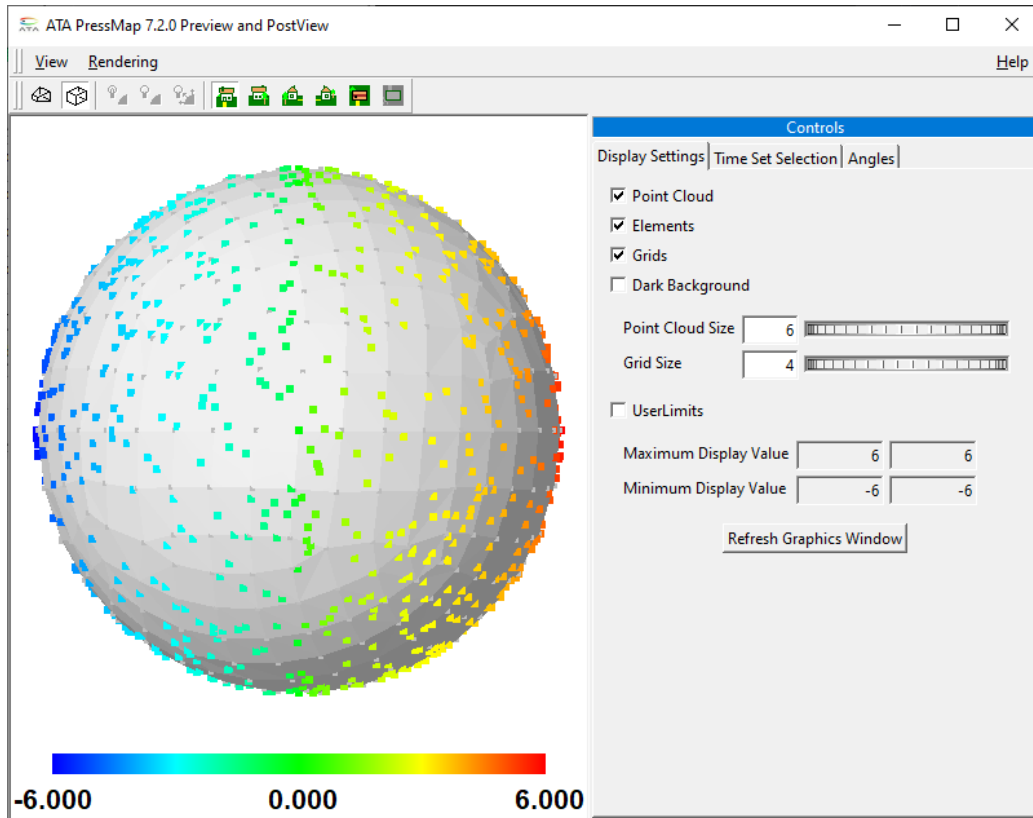 ATA PressMap 7.2.0 Preview and PostView
View Rendering Help
Controls
Display Settings Time Set Selection Angles
Point Cloud
Elements
Grids
Dark Background
Point Cloud Size 6
Grid Size 4
UserLimits
Maximum Display Value 6 6
Minimum Display Value -6 -6
Refresh Graphics Window
-6.000 0.000 6.000